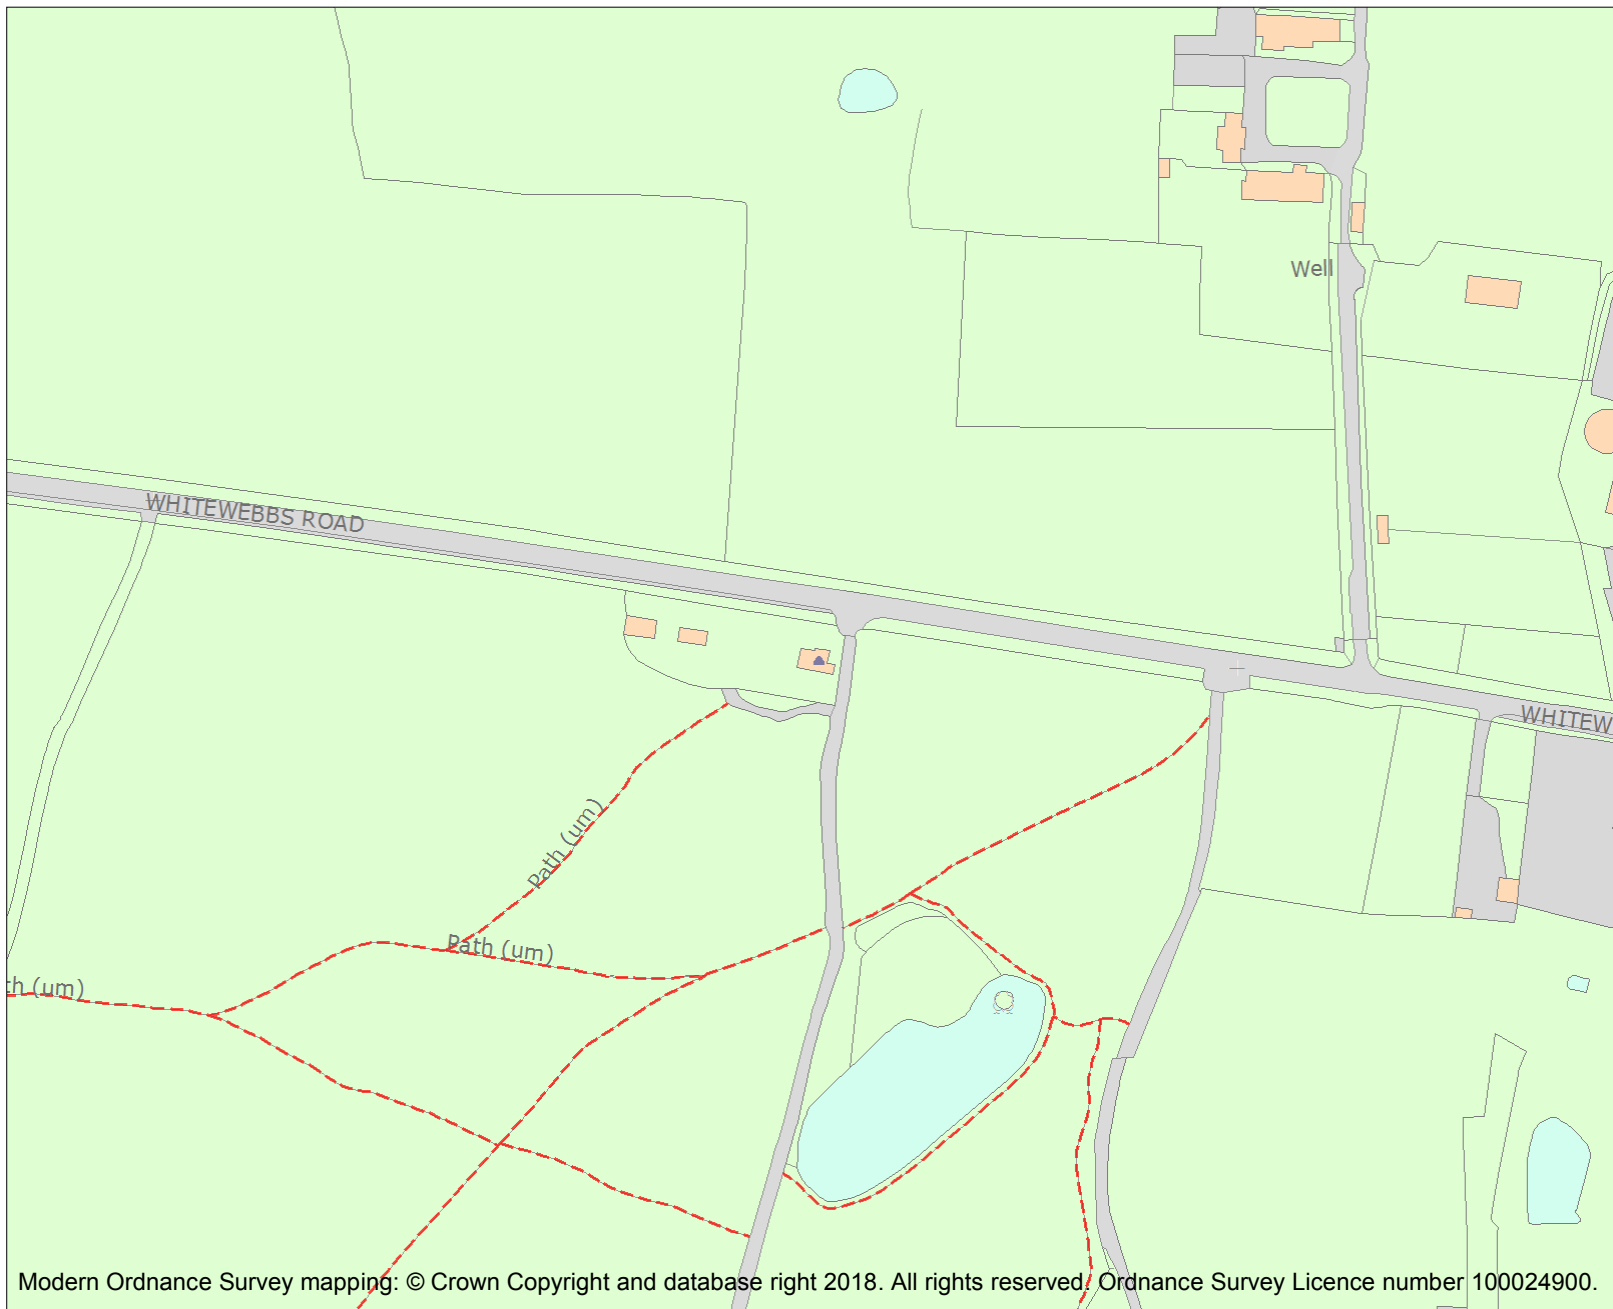 Well
WHITEWEBBS ROAD
WHITEW
Path (um)
Path (um)
th (um)
Modern Ordnance Survey mapping: © Crown Copyright and database right 2018. All rights reserved. Ordnance Survey Licence number 100024900.